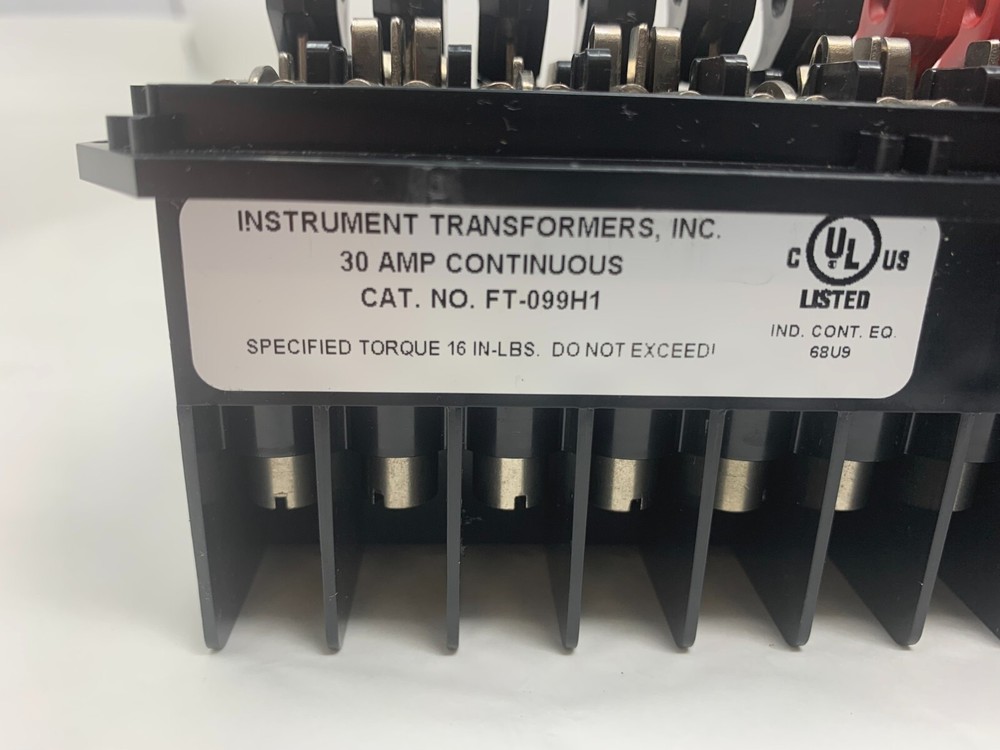 INSTRUMENT TRANSFORMERS, INC.
30 AMP CONTINUOUS
CAT. NO. FT-099H1
SPECIFIED TORQUE 16 IN-LBS. DO NOT EXCEED!
C UL US
LISTED
IND. CONT. EQ.
68U9